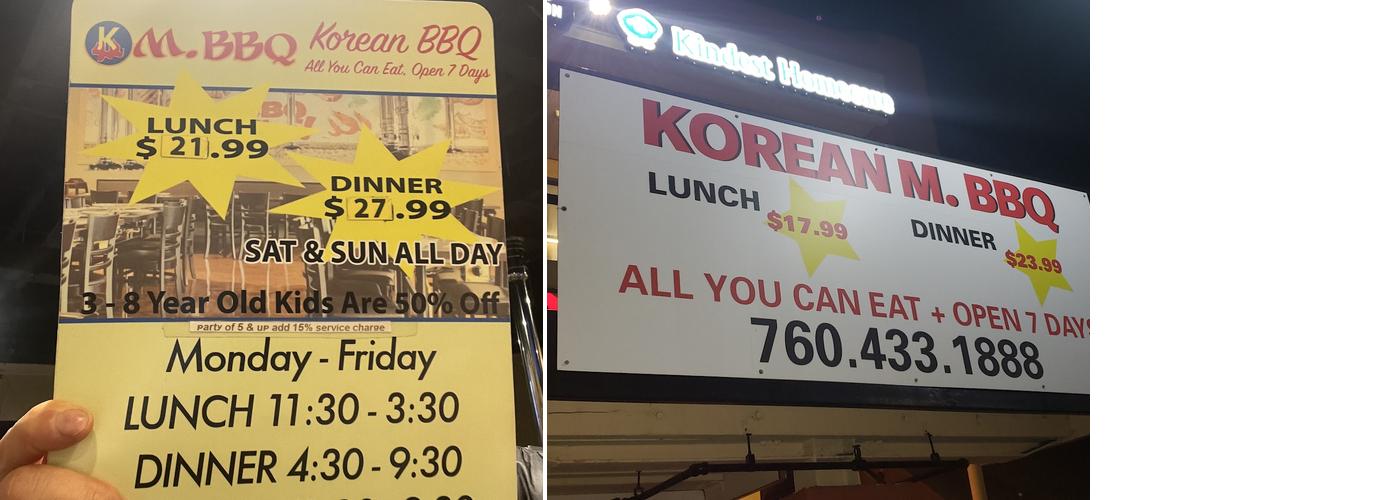 K M. BBQ Korean BBQ
All You Can Eat, Open 7 Days
LUNCH
$ 21.99
DINNER
$ 27.99
SAT & SUN ALL DAY
3 - 8 Year Old Kids Are 50% Off
Party of 5 & up add 15% service charge
Monday - Friday
LUNCH 11:30 - 3:30
DINNER 4:30 - 9:30
Kindest Homecare
KOREAN M. BBQ
LUNCH $17.99
DINNER $23.99
ALL YOU CAN EAT + OPEN 7 DAYS
760.433.1888